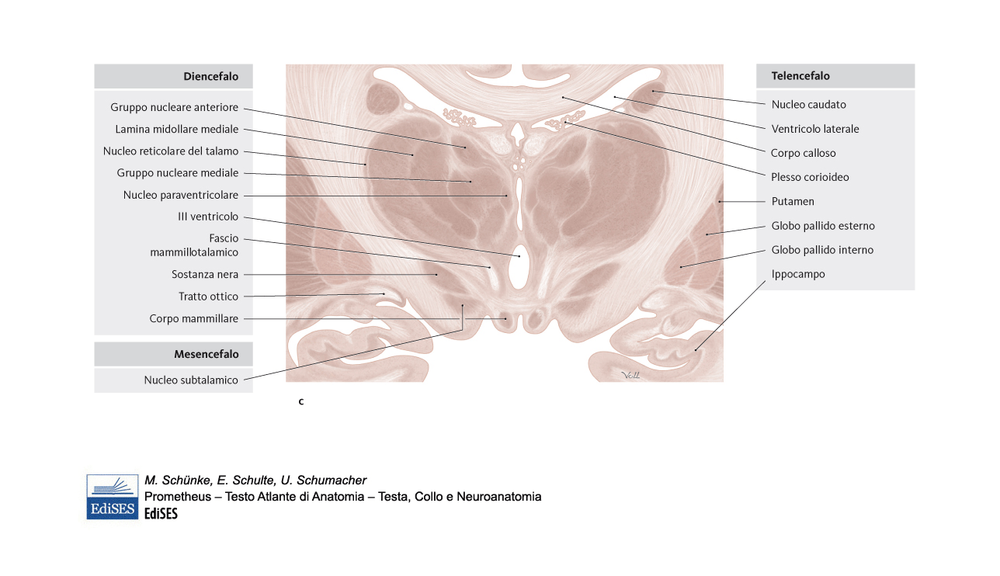 Diencefalo
Gruppo nucleare anteriore
Lamina midollare mediale
Nucleo reticolare del talamo
Gruppo nucleare mediale
Nucleo paraventricolare
III ventricolo
Fascio
mammillotalamico
Sostanza nera
Tratto ottico
Corpo mammillare
Mesencefalo
Nucleo subtalamico
Telencefalo
Nucleo caudato
Ventricolo laterale
Corpo calloso
Plesso corioideo
Putamen
Globo pallido esterno
Globo pallido interno
Ippocampo
Voll
c
M. Schünke, E. Schulte, U. Schumacher
Prometheus – Testo Atlante di Anatomia – Testa, Collo e Neuroanatomia
EdiSES
EdiSES